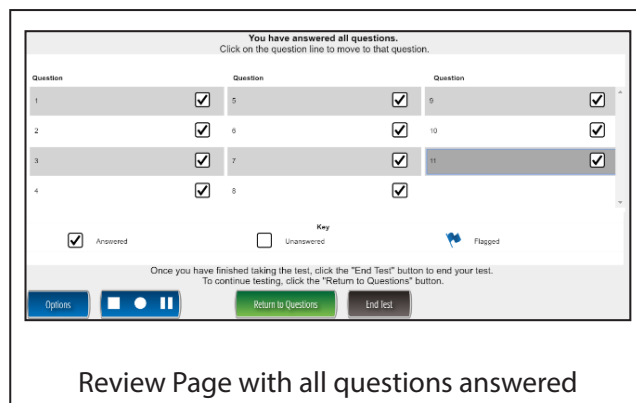 You have answered all questions.
Click on the question line to move to that question.
Question Question Question
1 5 9
2 6 10
3 7 11
4 8
Key
Answered Unanswered Flagged
Once you have finished taking the test, click the "End Test" button to end your test.
To continue testing, click the "Return to Questions" button.
Options Return to Questions End Test
Review Page with all questions answered